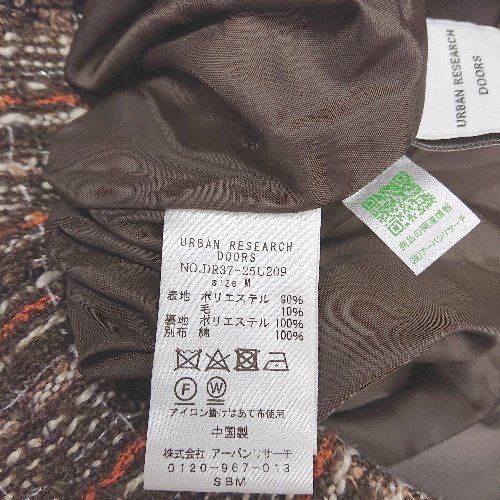 URBAN RESEARCH
DOORS
URBAN RESEARCH
DOORS
NO.DR37-25U209
size M
表地 ポリエステル 90%
毛 10%
裏地 ポリエステル 100%
別布 綿 100%
F W
アイロン掛けはあて布使用
中国製
株式会社 アーバンリサーチ
0120-967-013
SBM
商品の関連情報
(株)アーバンリサーチ